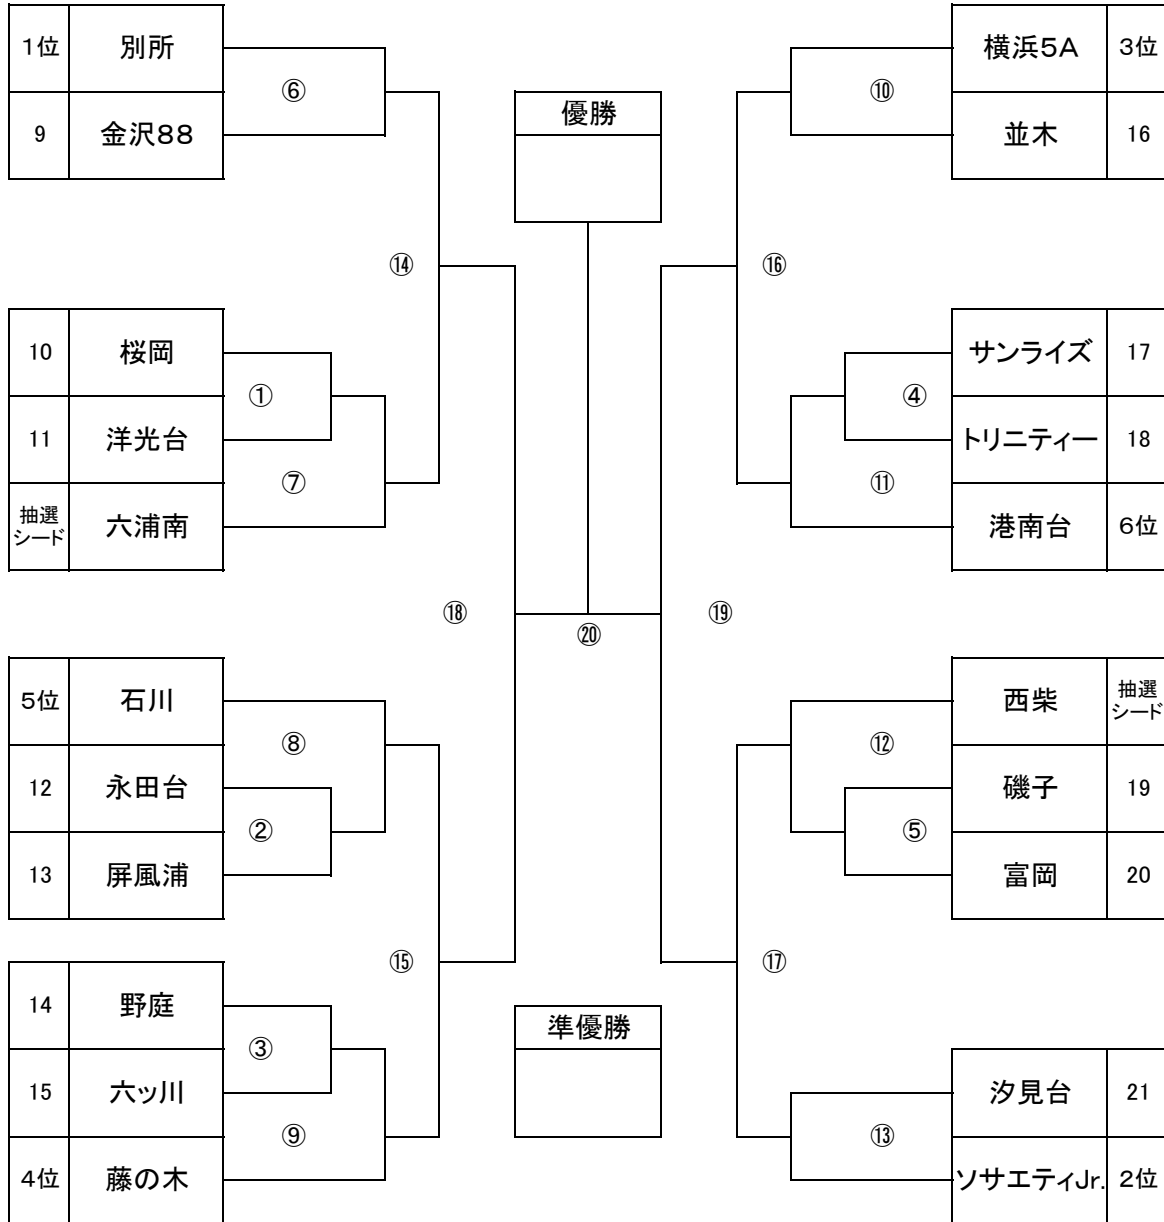 1位 別所
⑥
9 金沢88
⑭
10 桜岡
①
11 洋光台
⑦
抽選
シード
六浦南
⑱
5位 石川
⑧
12 永田台
②
13 屏風浦
⑮
14 野庭
③
15 六ッ川
⑨
4位 藤の木
優勝
⑳
準優勝
横浜5A 3位
⑩
並木 16
⑯
サンライズ 17
④
トリニティー 18
⑪
港南台 6位
⑲
西柴
抽選
シード
⑫
磯子 19
⑤
富岡 20
⑰
汐見台 21
⑬
ソサエティJr. 2位